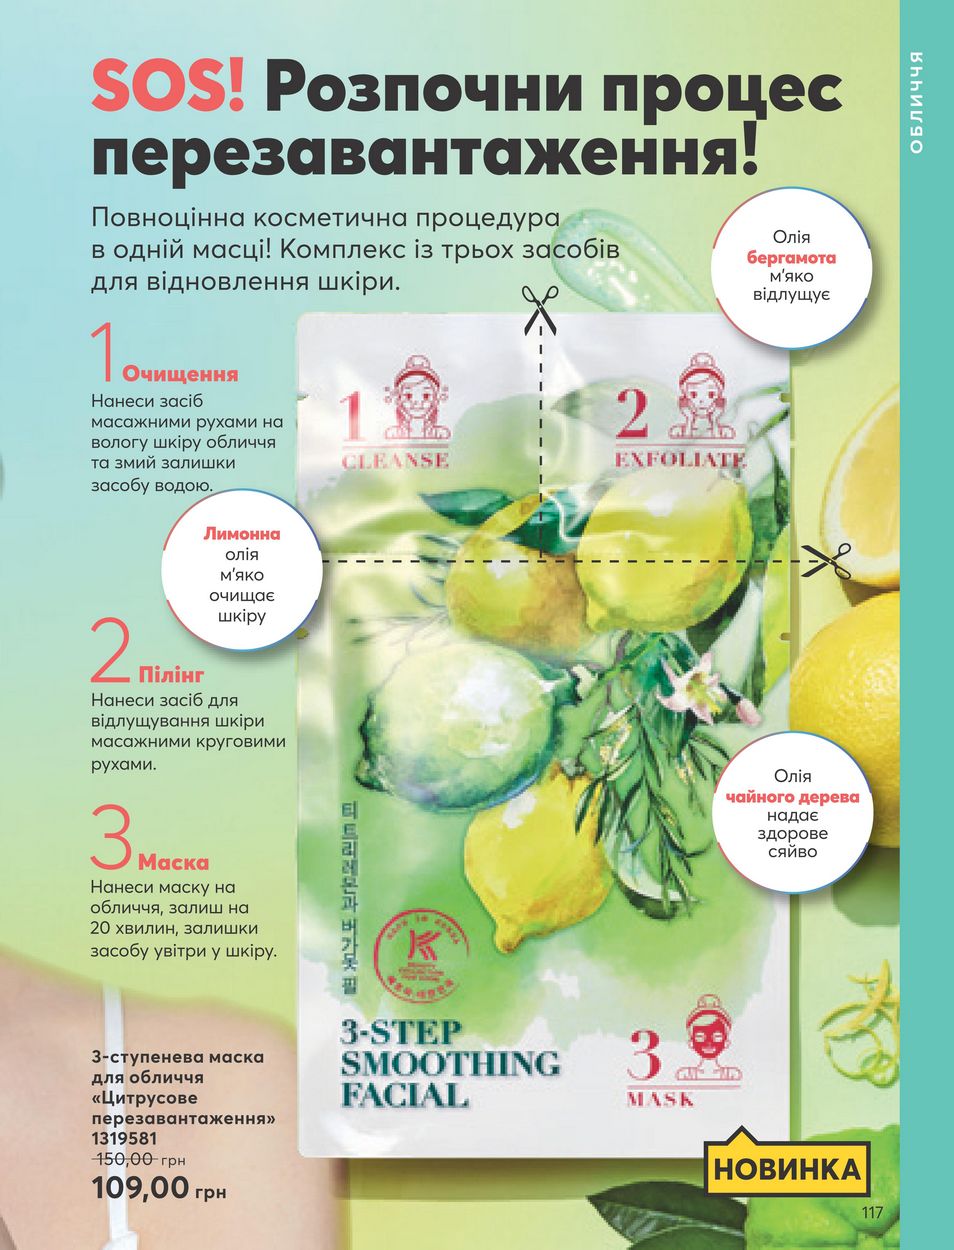 ОБЛИЧЧЯ
SOS! Розпочни процес
перезавантаження!
Повноцінна косметична процедура
в одній масці! Комплекс із трьох засобів
для відновлення шкіри.
Олія
бергамота
м'яко
відлущує
1 Очищення
Нанеси засіб
масажними рухами на
вологу шкіру обличчя
та змий залишки
засобу водою.
1
CLEANSE
2
EXFOLIATE
Лимонна
олія
м'яко
очищає
шкіру
2 Пілінг
Нанеси засіб для
відлущування шкіри
масажними круговими
рухами.
Олія
чайного дерева
надає
здорове
сяйво
3 Маска
Нанеси маску на
обличчя, залиш на
20 хвилин, залишки
засобу увітри у шкіру.
티트리레몬과 버가못 필
MADE IN KOREA
K
3-STEP
SMOOTHING
FACIAL
3
MASK
3-ступенева маска
для обличчя
«Цитрусове
перезавантаження»
1319581
150,00 грн
109,00 грн
НОВИНКА
117